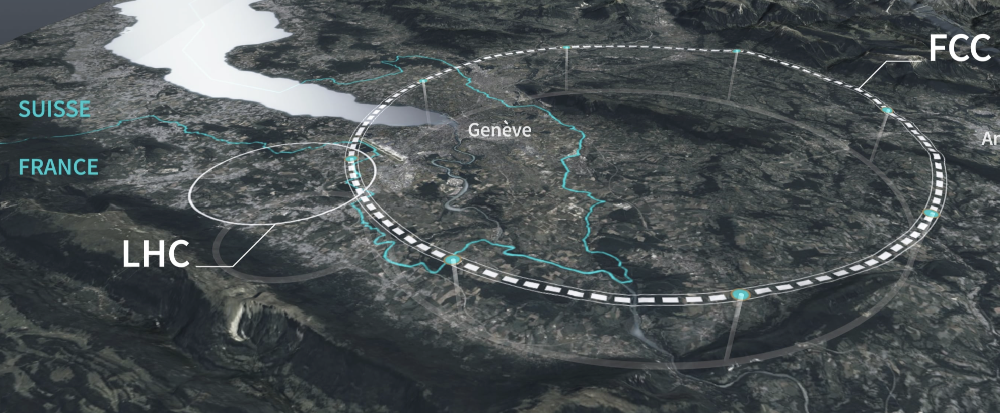 FCC
SUISSE
Genève
FRANCE
LHC